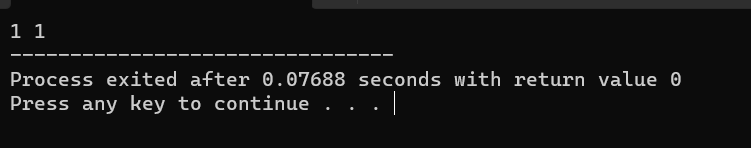 1 1
--------------------------------
Process exited after 0.07688 seconds with return value 0
Press any key to continue . . .